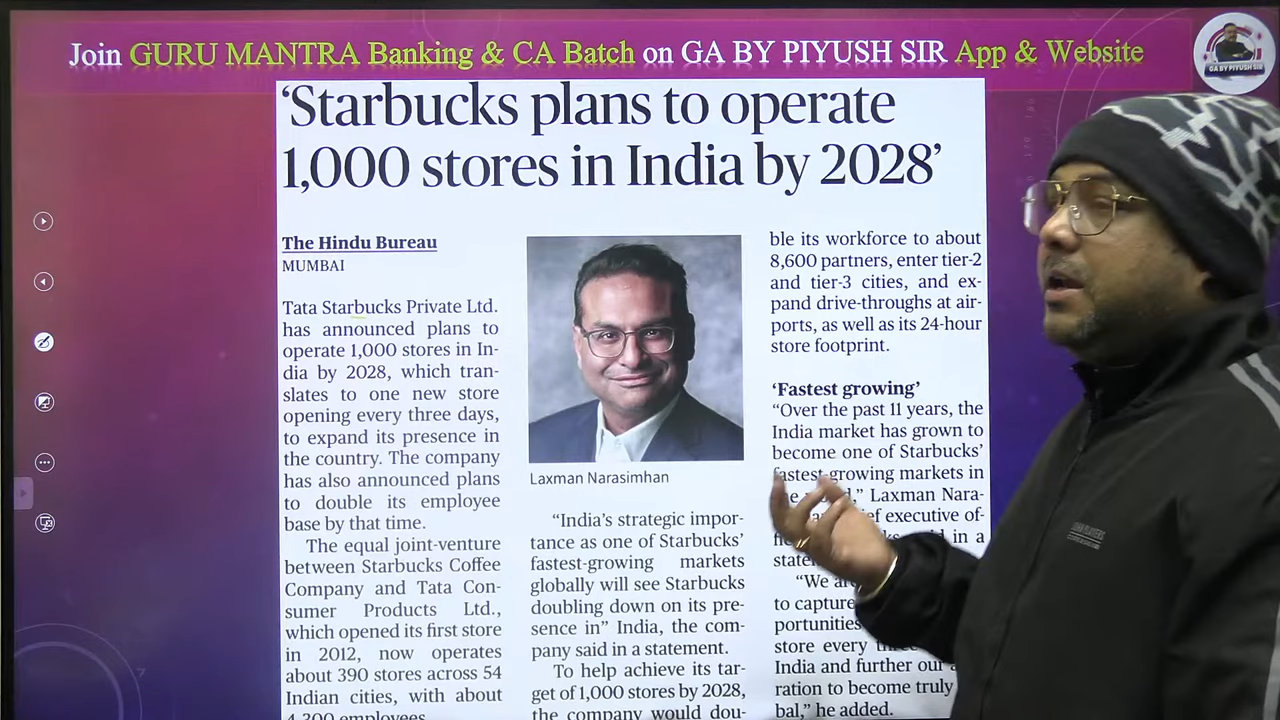 Join GURU MANTRA Banking & CA Batch on GA BY PIYUSH SIR App & Website
GA BY PIYUSH SIR
‘Starbucks plans to operate
1,000 stores in India by 2028’
The Hindu Bureau
MUMBAI
Tata Starbucks Private Ltd.
has announced plans to
operate 1,000 stores in In-
dia by 2028, which tran-
slates to one new store
opening every three days,
to expand its presence in
the country. The company
has also announced plans
to double its employee
base by that time.
The equal joint-venture
between Starbucks Coffee
Company and Tata Con-
sumer Products Ltd.,
which opened its first store
in 2012, now operates
about 390 stores across 54
Indian cities, with about
4,300 employees.
Laxman Narasimhan
“India’s strategic impor-
tance as one of Starbucks’
fastest-growing markets
globally will see Starbucks
doubling down on its pre-
sence in” India, the com-
pany said in a statement.
To help achieve its tar-
get of 1,000 stores by 2028,
the company would dou-
ble its workforce to about
8,600 partners, enter tier-2
and tier-3 cities, and ex-
pand drive-throughs at air-
ports, as well as its 24-hour
store footprint.
‘Fastest growing’
“Over the past 11 years, the
India market has grown to
become one of Starbucks’
fastest-growing markets in
” Laxman Nara-
ef executive of-
in a
state
“We are
to capture
portunities
store every
India and further our
ration to become truly
bal,” he added.